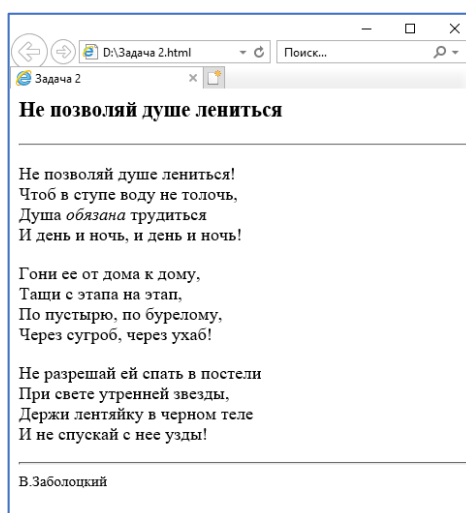 D:\Задача 2.html
Поиск...
Задача 2
Не позволяй душе лениться
Не позволяй душе лениться!
Чтоб в ступе воду не толочь,
Душа обязана трудиться
И день и ночь, и день и ночь!
Гони ее от дома к дому,
Тащи с этапа на этап,
По пустырю, по бурелому,
Через сугроб, через ухаб!
Не разрешай ей спать в постели
При свете утренней звезды,
Держи лентяйку в черном теле
И не спускай с нее узды!
В.Заболоцкий